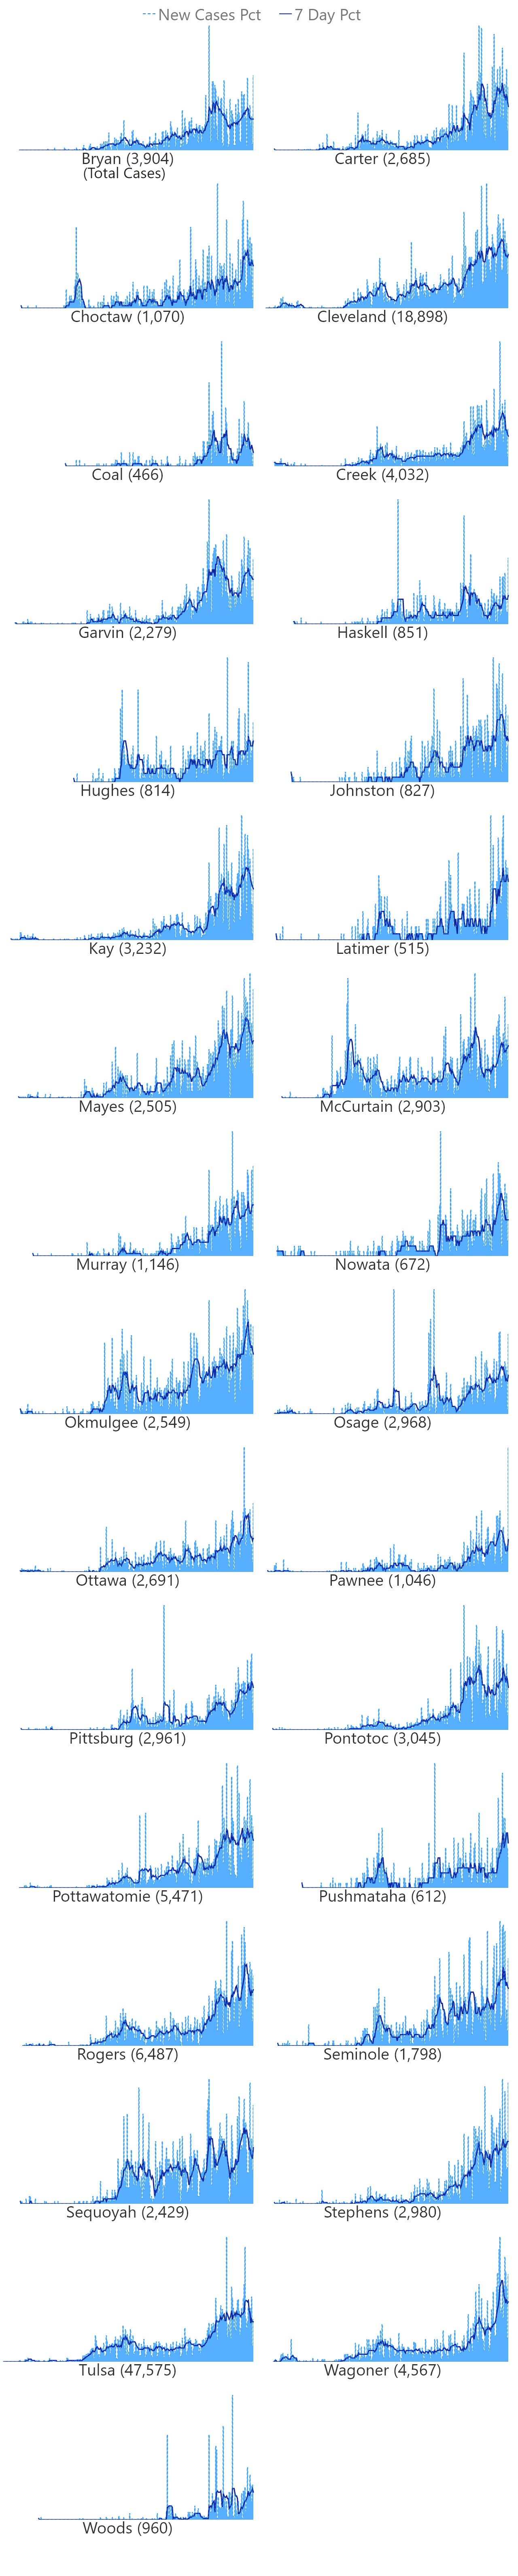 New Cases Pct 7 Day Pct
Bryan (3,904) Carter (2,685)
(Total Cases)
Choctaw (1,070) Cleveland (18,898)
Coal (466) Creek (4,032)
Garvin (2,279) Haskell (851)
Hughes (814) Johnston (827)
Kay (3,232) Latimer (515)
Mayes (2,505) McCurtain (2,903)
Murray (1,146) Nowata (672)
Okmulgee (2,549) Osage (2,968)
Ottawa (2,691) Pawnee (1,046)
Pittsburg (2,961) Pontotoc (3,045)
Pottawatomie (5,471) Pushmataha (612)
Rogers (6,487) Seminole (1,798)
Sequoyah (2,429) Stephens (2,980)
Tulsa (47,575) Wagoner (4,567)
Woods (960)